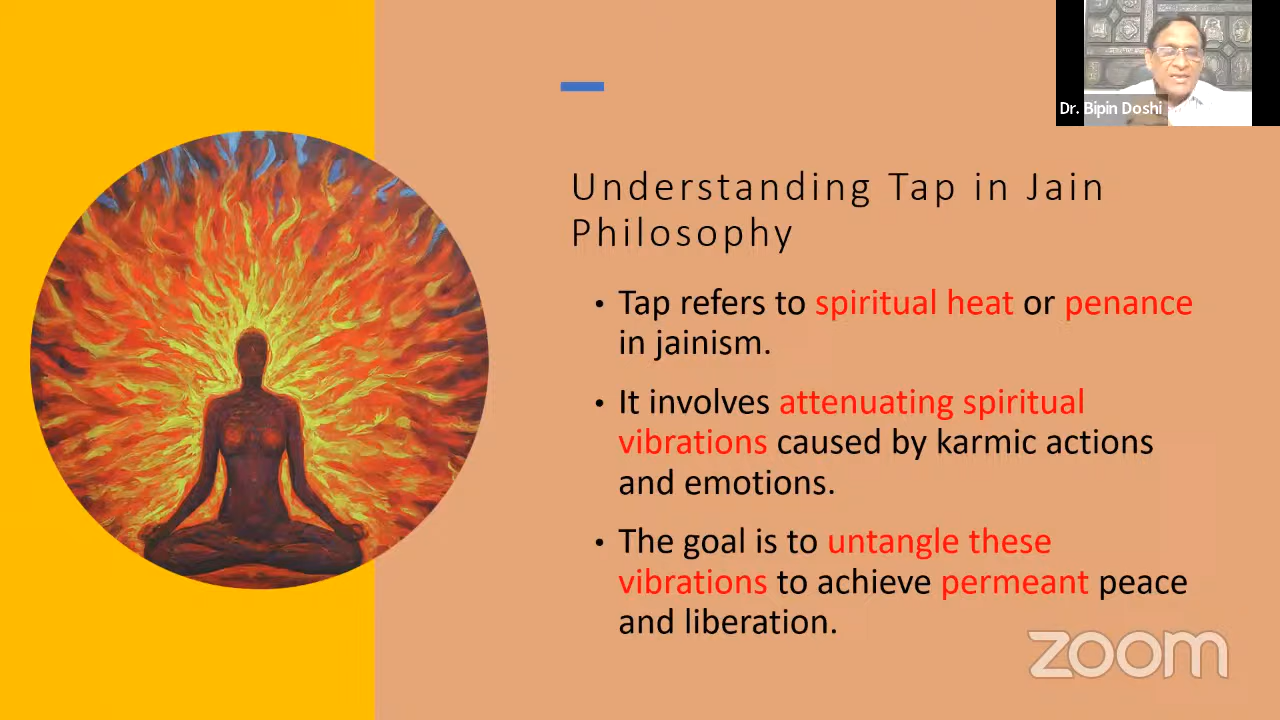 Dr. Bipin Doshi
Understanding Tap in Jain
Philosophy
• Tap refers to spiritual heat or penance
in jainism.
• It involves attenuating spiritual
vibrations caused by karmic actions
and emotions.
• The goal is to untangle these
vibrations to achieve permeant peace
and liberation.
zoom